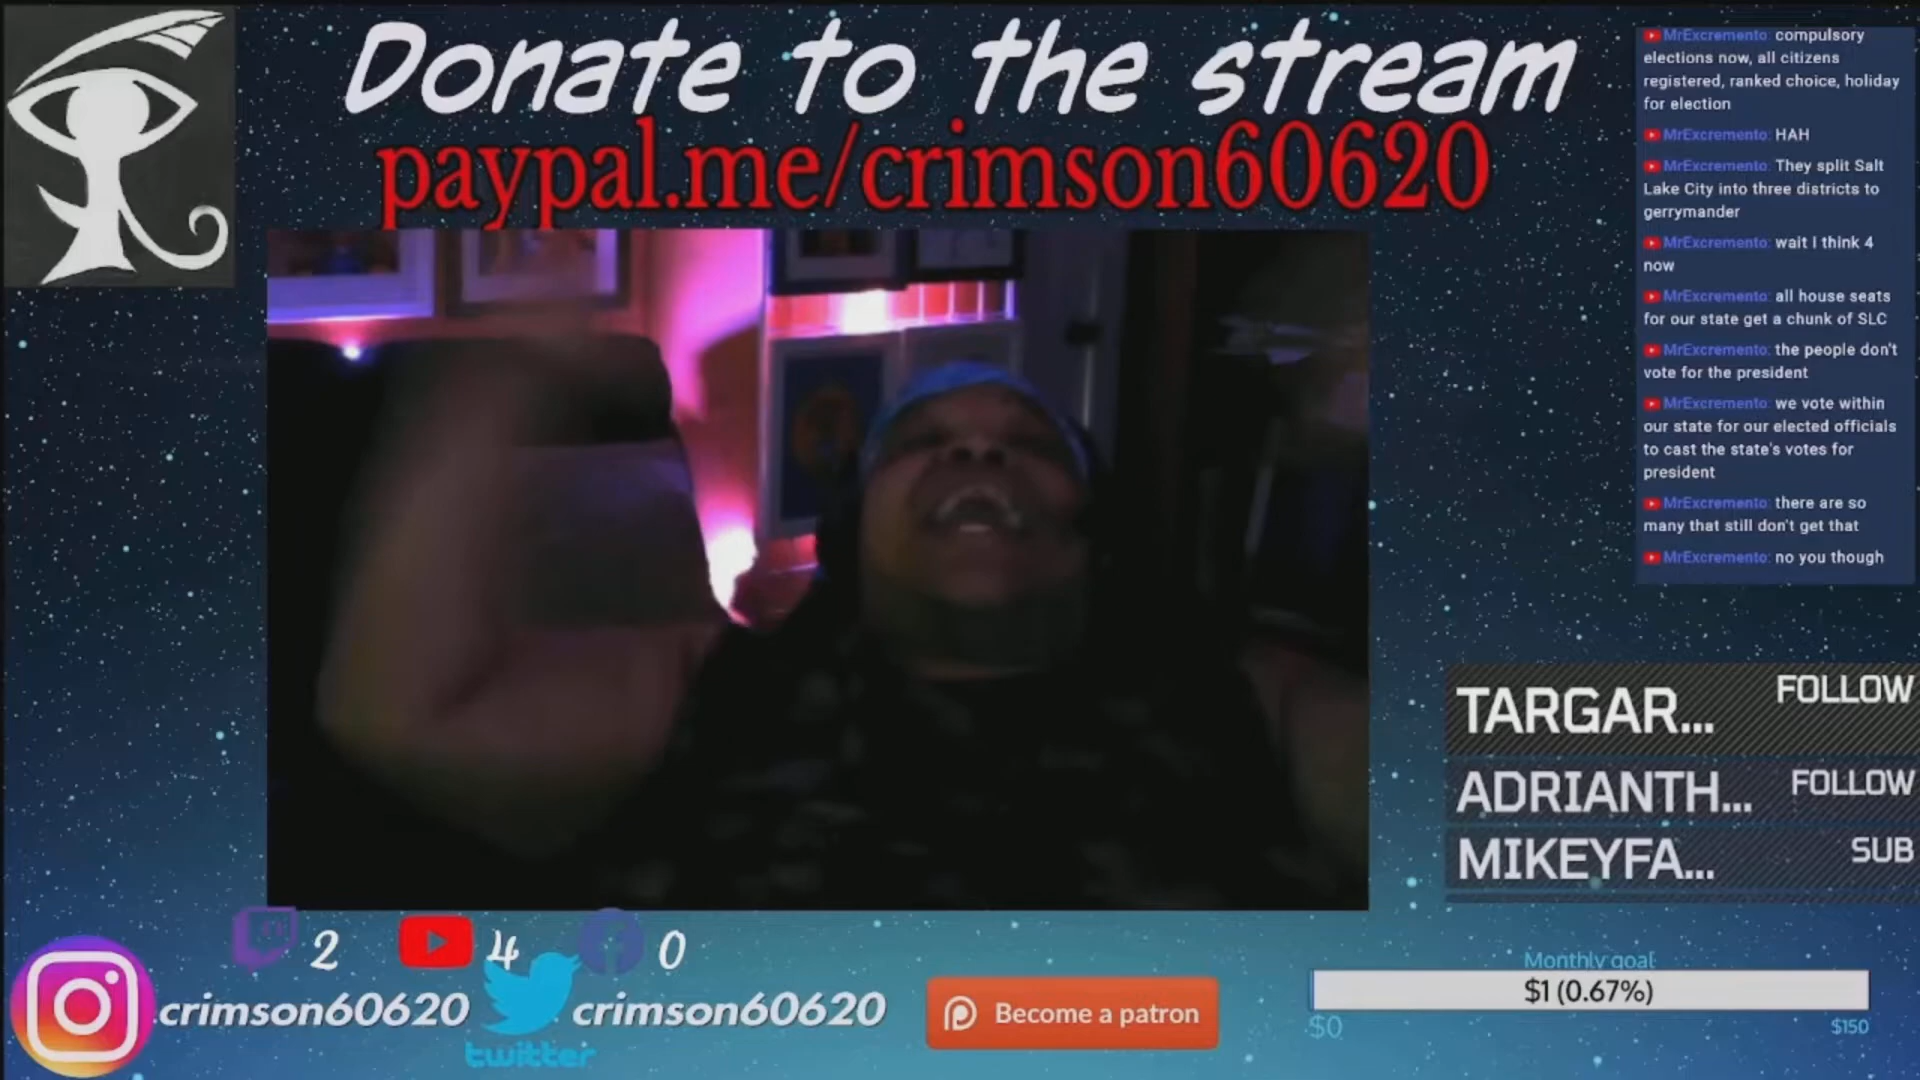 Donate to the stream
paypal.me/crimson60620
MrExcremento: compulsory
elections now, all citizens
registered, ranked choice, holiday
for election
MrExcremento: HAH
MrExcremento: They split Salt
Lake City into three districts to
gerrymander
MrExcremento: wait I think 4
now
MrExcremento: all house seats
for our state get a chunk of SLC
MrExcremento: the people don't
vote for the president
MrExcremento: we vote within
our state for our elected officials
to cast the state's votes for
president
MrExcremento: there are so
many that still don't get that
MrExcremento: no you though
TARGAR... FOLLOW
ADRIANTH... FOLLOW
MIKEYFA... SUB
2 4 0
crimson60620 crimson60620
twitter
Become a patron
Monthly goal
$1 (0.67%)
$0 $150